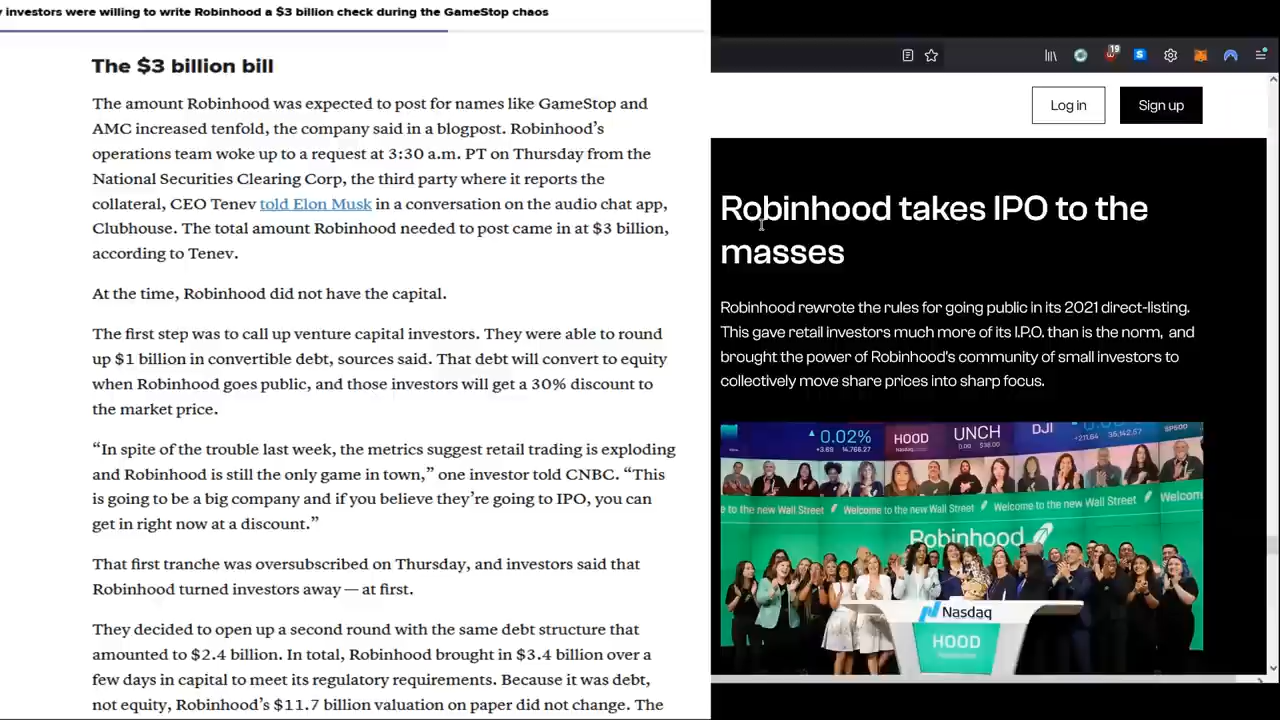 investors were willing to write Robinhood a $3 billion check during the GameStop chaos
The $3 billion bill
The amount Robinhood was expected to post for names like GameStop and
AMC increased tenfold, the company said in a blogpost. Robinhood's
operations team woke up to a request at 3:30 a.m. PT on Thursday from the
National Securities Clearing Corp, the third party where it reports the
collateral, CEO Tenev told Elon Musk in a conversation on the audio chat app,
Clubhouse. The total amount Robinhood needed to post came in at $3 billion,
according to Tenev.
At the time, Robinhood did not have the capital.
The first step was to call up venture capital investors. They were able to round
up $1 billion in convertible debt, sources said. That debt will convert to equity
when Robinhood goes public, and those investors will get a 30% discount to
the market price.
“In spite of the trouble last week, the metrics suggest retail trading is exploding
and Robinhood is still the only game in town,” one investor told CNBC. “This
is going to be a big company and if you believe they're going to IPO, you can
get in right now at a discount.”
That first tranche was oversubscribed on Thursday, and investors said that
Robinhood turned investors away — at first.
They decided to open up a second round with the same debt structure that
amounted to $2.4 billion. In total, Robinhood brought in $3.4 billion over a
few days in capital to meet its regulatory requirements. Because it was debt,
not equity, Robinhood's $11.7 billion valuation on paper did not change. The
19
Log in
Sign up
Robinhood takes IPO to the
masses
Robinhood rewrote the rules for going public in its 2021 direct-listing.
This gave retail investors much more of its I.P.O. than is the norm, and
brought the power of Robinhood's community of small investors to
collectively move share prices into sharp focus.
0.02%
HOOD
UNCH
DJI
SP500
to the new Wall Street
Welcome to the new Wall Street
Welcome to the new Wall Street
Welcom
Robinhood
Nasdaq
HOOD